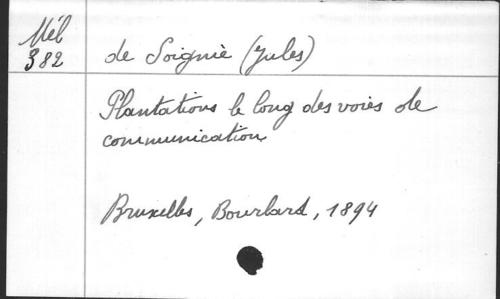 Mél
382
de Soignie (Jules)
Plantations le long des voies de
communication
Bruxelles, Bourlard, 1894